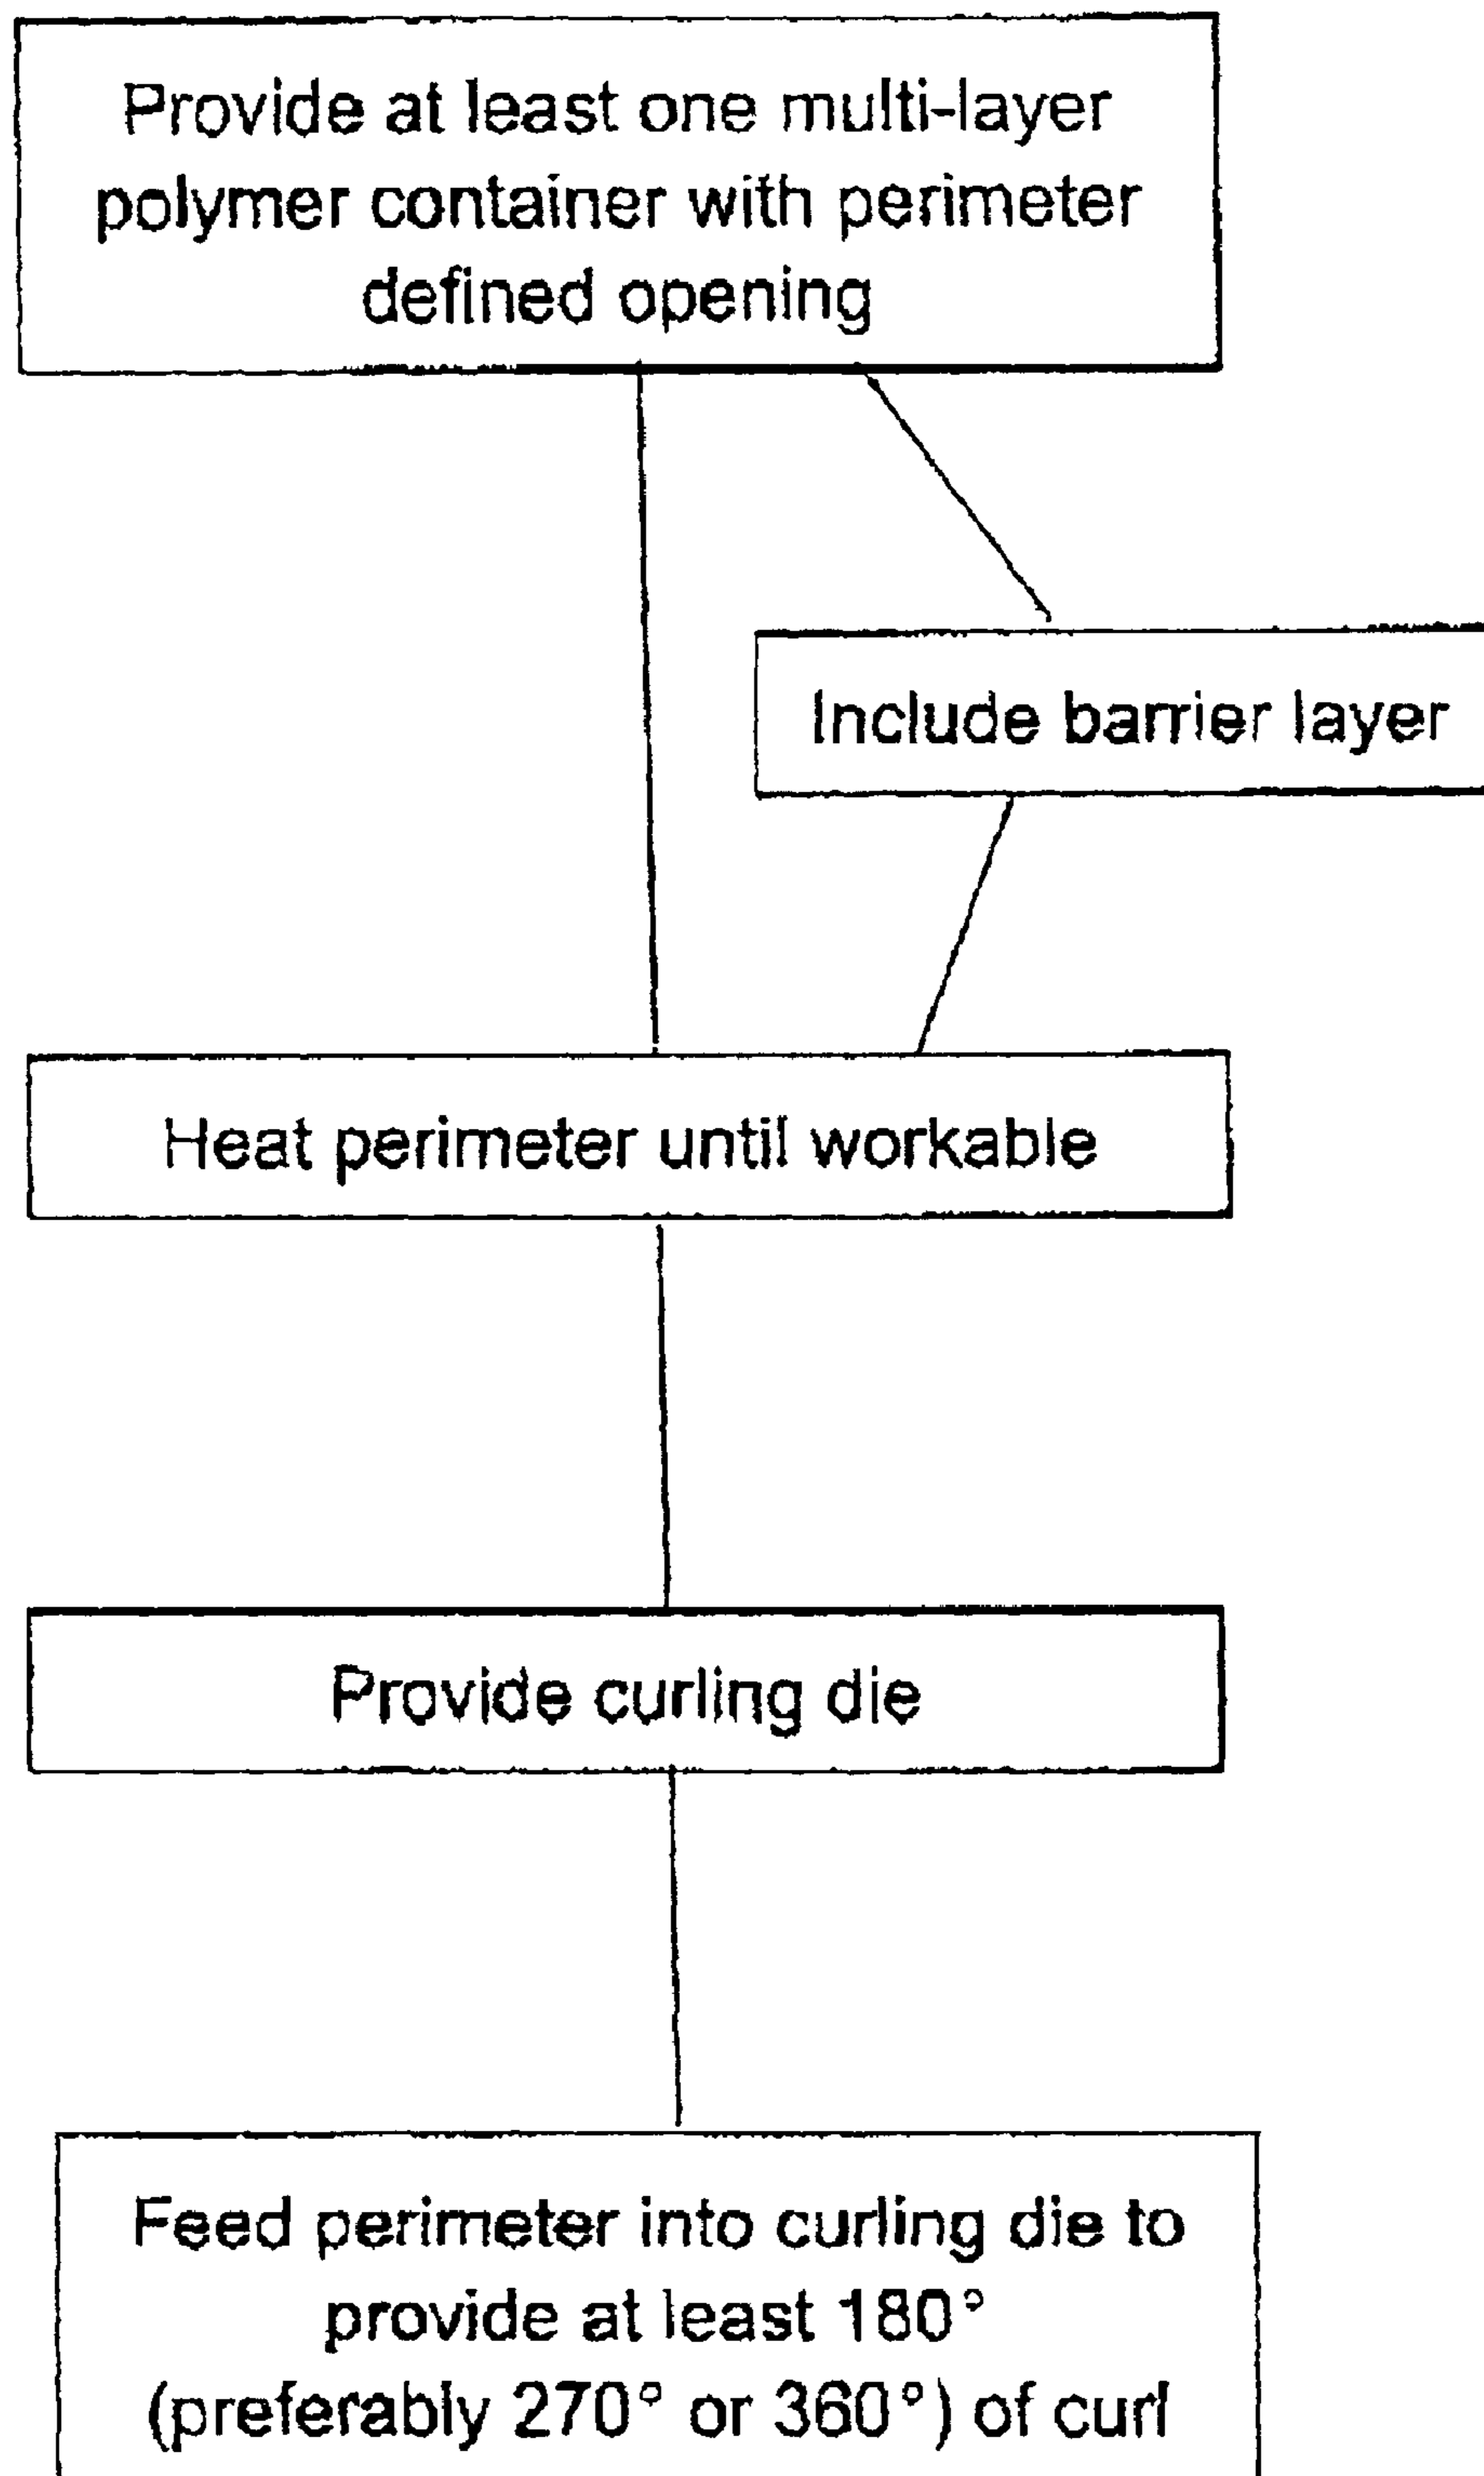 Provide at least one multi-layer
polymer container with perimeter
defined opening
Include barrier layer
Heat perimeter until workable
Provide curling die
Feed perimeter into curling die to
provide at least 180°
(preferably 270° or 360°) of curl